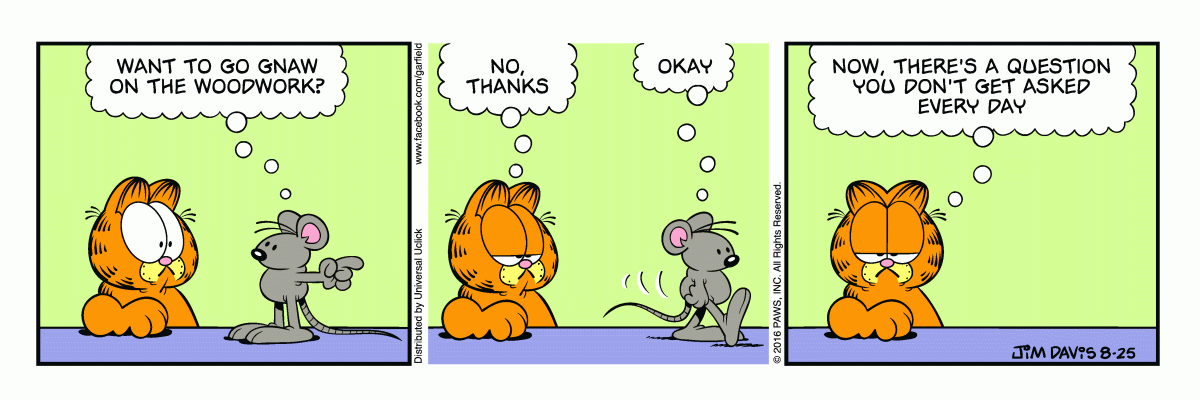 WANT TO GO GNAW
ON THE WOODWORK?
www.facebook.com/garfield
Distributed by Universal Uclick
NO,
THANKS
OKAY
© 2016 PAWS, INC. All Rights Reserved.
NOW, THERE'S A QUESTION
YOU DON'T GET ASKED
EVERY DAY
JIM DAVIS 8-25